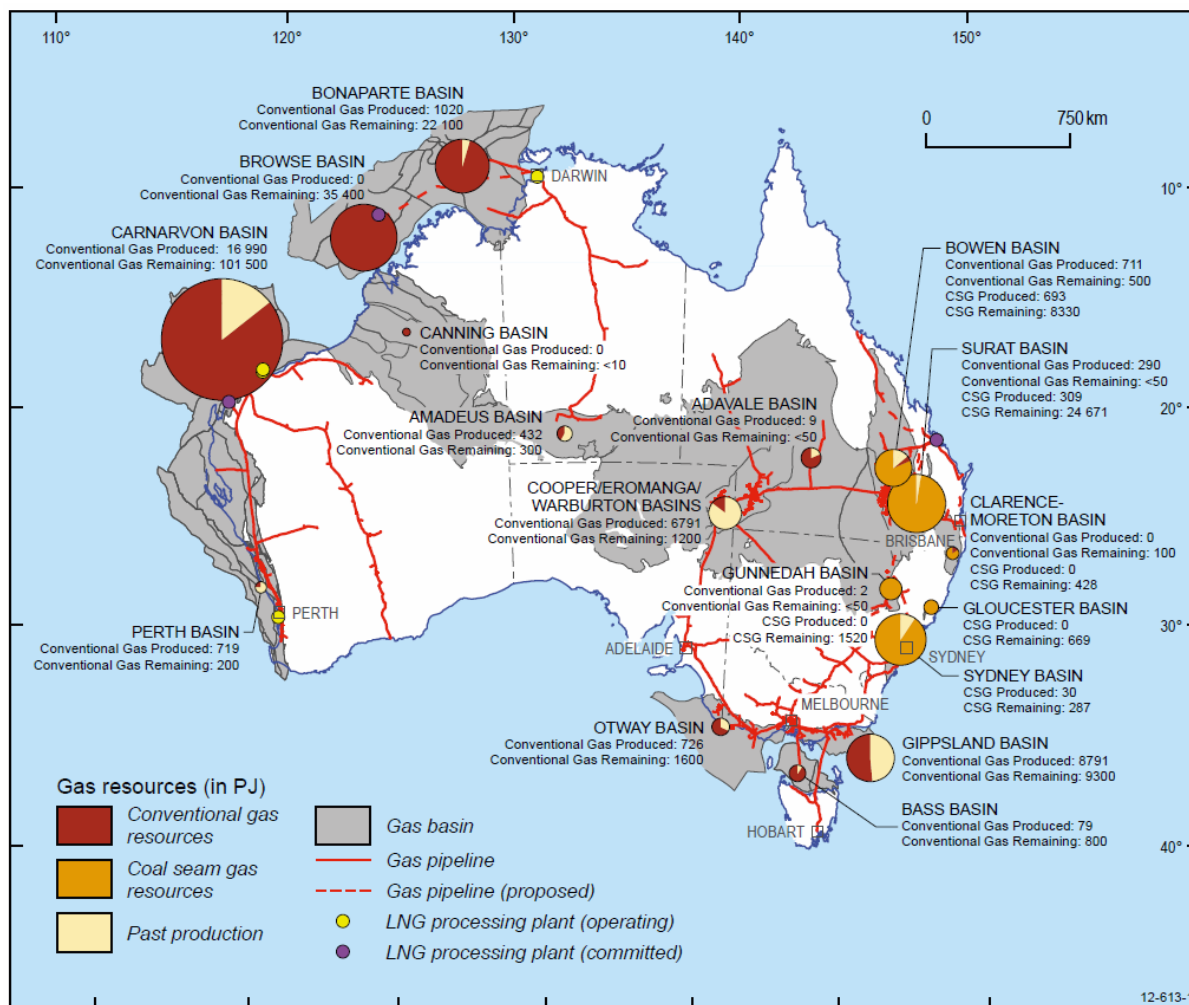 110°
120°
130°
140°
150°
BONAPARTE BASIN
Conventional Gas Produced: 1020
Conventional Gas Remaining: 22 100
0
750 km
BROWSE BASIN
Conventional Gas Produced: 0
Conventional Gas Remaining: 35 400
DARWIN
10°
CARNARVON BASIN
Conventional Gas Produced: 16 990
Conventional Gas Remaining: 101 500
BOWEN BASIN
Conventional Gas Produced: 711
Conventional Gas Remaining: 500
CSG Produced: 693
CSG Remaining: 8330
CANNING BASIN
Conventional Gas Produced: 0
Conventional Gas Remaining: <10
SURAT BASIN
Conventional Gas Produced: 290
Conventional Gas Remaining: <50
CSG Produced: 309
CSG Remaining: 24 671
AMADEUS BASIN
Conventional Gas Produced: 432
Conventional Gas Remaining: 300
ADAVALE BASIN
Conventional Gas Produced: 9
Conventional Gas Remaining: <50
20°
COOPER/EROMANGA/
WARBURTON BASINS
Conventional Gas Produced: 6791
Conventional Gas Remaining: 1200
CLARENCE-
MORETON BASIN
Conventional Gas Produced: 0
Conventional Gas Remaining: 100
CSG Produced: 0
CSG Remaining: 428
BRISBANE
GUNNEDAH BASIN
Conventional Gas Produced: 2
Conventional Gas Remaining: <50
CSG Produced: 0
CSG Remaining: 1520
GLOUCESTER BASIN
CSG Produced: 0
CSG Remaining: 669
PERTH
PERTH BASIN
Conventional Gas Produced: 719
Conventional Gas Remaining: 200
30°
ADELAIDE
SYDNEY
SYDNEY BASIN
CSG Produced: 30
CSG Remaining: 287
MELBOURNE
OTWAY BASIN
Conventional Gas Produced: 726
Conventional Gas Remaining: 1600
GIPPSLAND BASIN
Conventional Gas Produced: 8791
Conventional Gas Remaining: 9300
BASS BASIN
Conventional Gas Produced: 79
Conventional Gas Remaining: 800
HOBART
40°
Gas resources (in PJ)
Conventional gas
resources
Coal seam gas
resources
Past production
Gas basin
Gas pipeline
Gas pipeline (proposed)
LNG processing plant (operating)
LNG processing plant (committed)